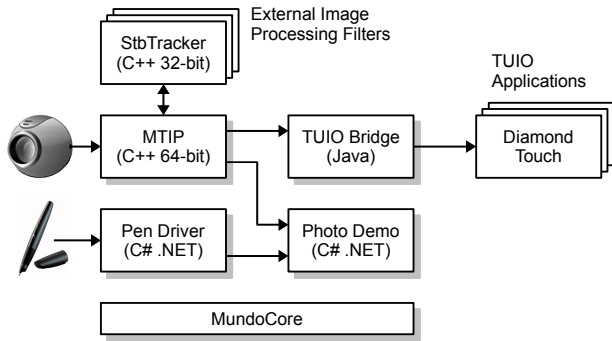 External Image
Processing Filters
StbTracker
(C++ 32-bit)
TUIO
Applications
MTIP
(C++ 64-bit)
TUIO Bridge
(Java)
Diamond
Touch
Pen Driver
(C# .NET)
Photo Demo
(C# .NET)
MundoCore